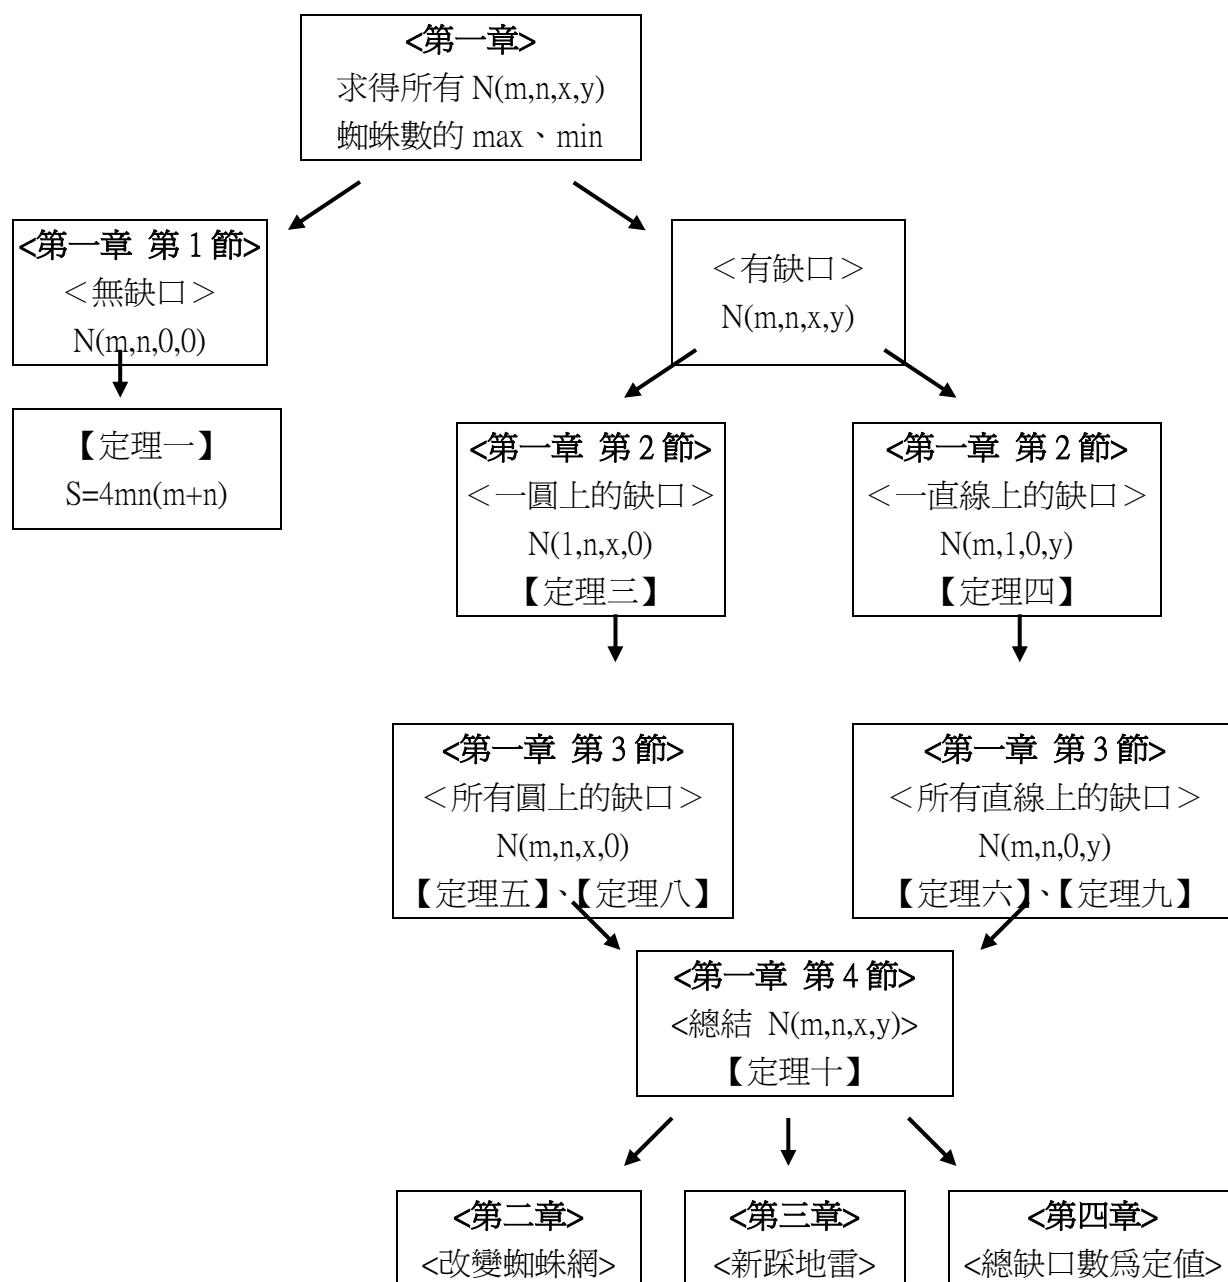 <第一章>
求得所有 N(m,n,x,y)
蜘蛛數的 max、min
<第一章 第1節>
＜無缺口＞
N(m,n,0,0)
＜有缺口＞
N(m,n,x,y)
【定理一】
S=4mn(m+n)
<第一章 第2節>
＜一圓上的缺口＞
N(1,n,x,0)
【定理三】
<第一章 第2節>
＜一直線上的缺口＞
N(m,1,0,y)
【定理四】
<第一章 第3節>
＜所有圓上的缺口＞
N(m,n,x,0)
【定理五】、【定理八】
<第一章 第3節>
＜所有直線上的缺口＞
N(m,n,0,y)
【定理六】、【定理九】
<第一章 第4節>
<總結 N(m,n,x,y)>
【定理十】
<第二章>
<改變蜘蛛網>
<第三章>
<新踩地雷>
<第四章>
<總缺口數為定值>